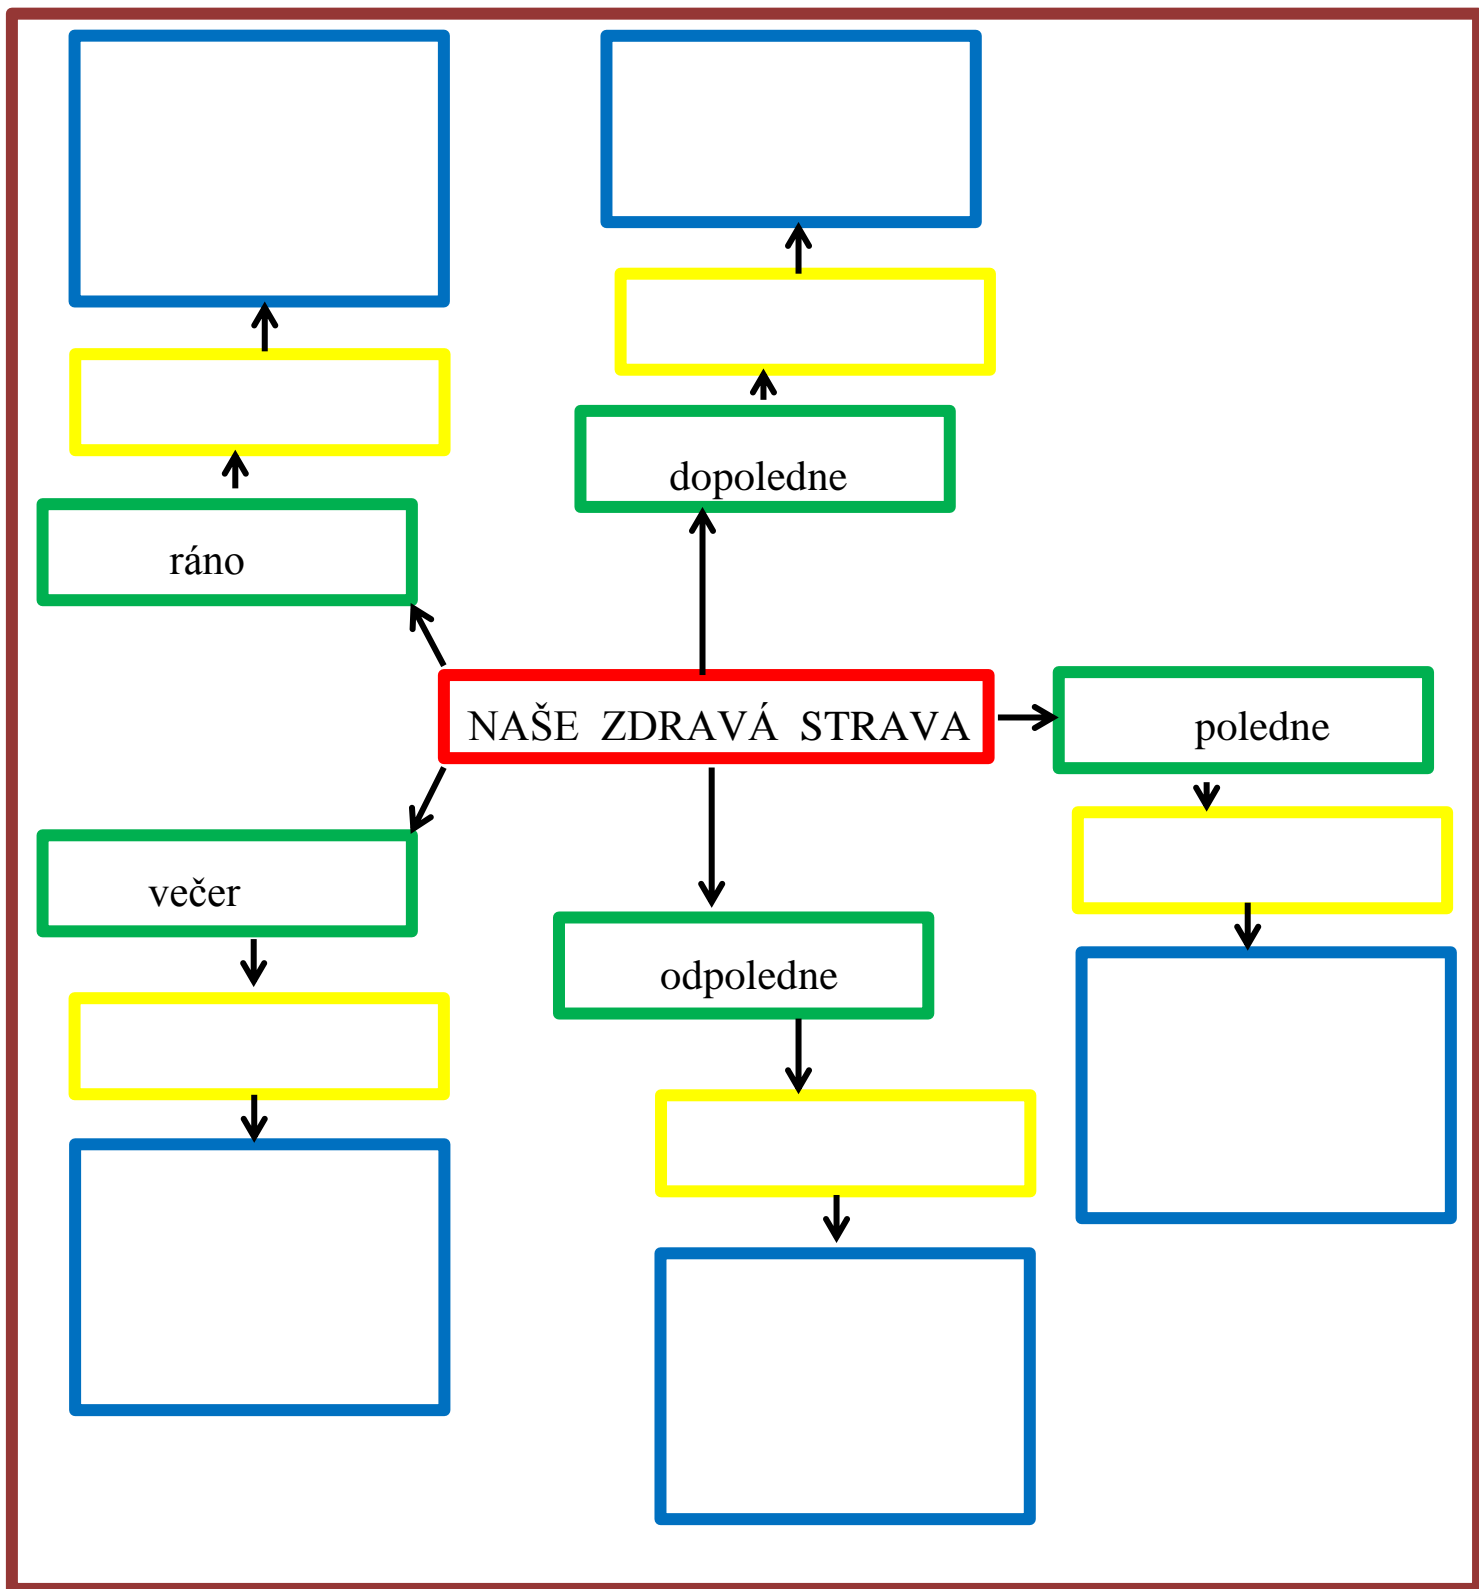 dopoledne
ráno
NAŠE ZDRAVÁ STRAVA
poledne
večer
odpoledne